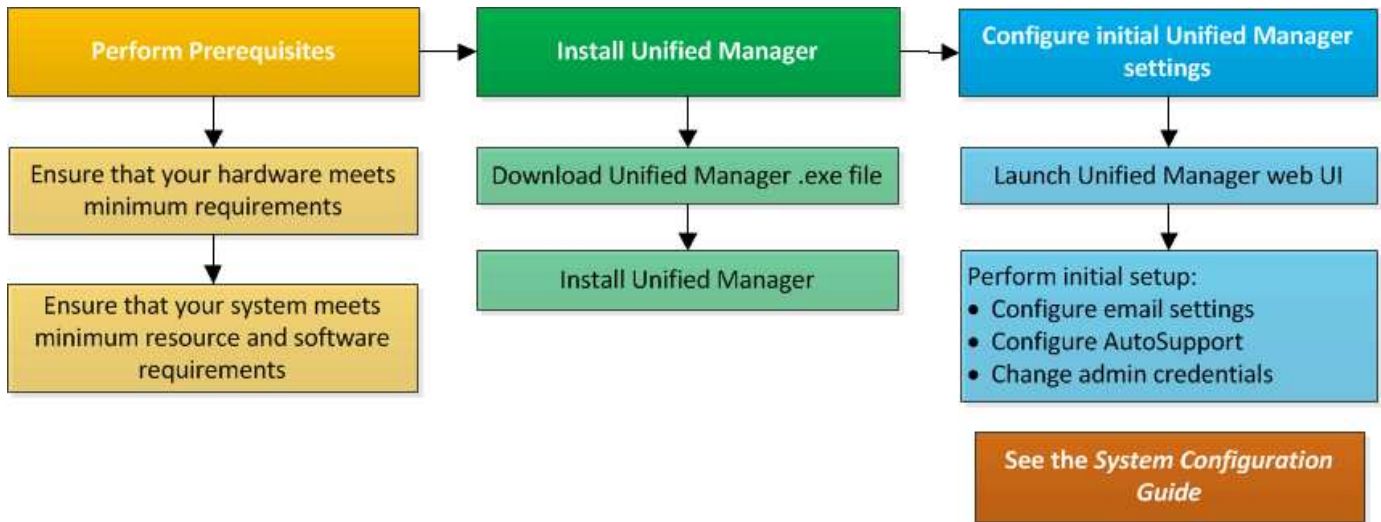 Perform Prerequisites
Install Unified Manager
Configure initial Unified Manager
settings
Ensure that your hardware meets
minimum requirements
Download Unified Manager .exe file
Launch Unified Manager web UI
Ensure that your system meets
minimum resource and software
requirements
Install Unified Manager
Perform initial setup:
• Configure email settings
• Configure AutoSupport
• Change admin credentials
See the System Configuration
Guide